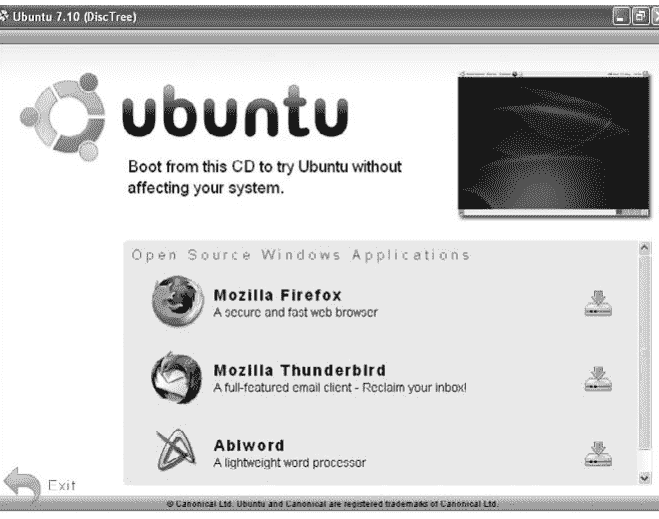 Ubuntu 7.10 (DiscTree)
ubuntu
Boot from this CD to try Ubuntu without
affecting your system.
Open Source Windows Applications
Mozilla Firefox
A secure and fast web browser
Mozilla Thunderbird
A full-featured email client - Reclaim your inbox!
Abiword
A lightweight word processor
Exit
© Canonical Ltd. Ubuntu and Canonical are registered trademarks of Canonical Ltd.